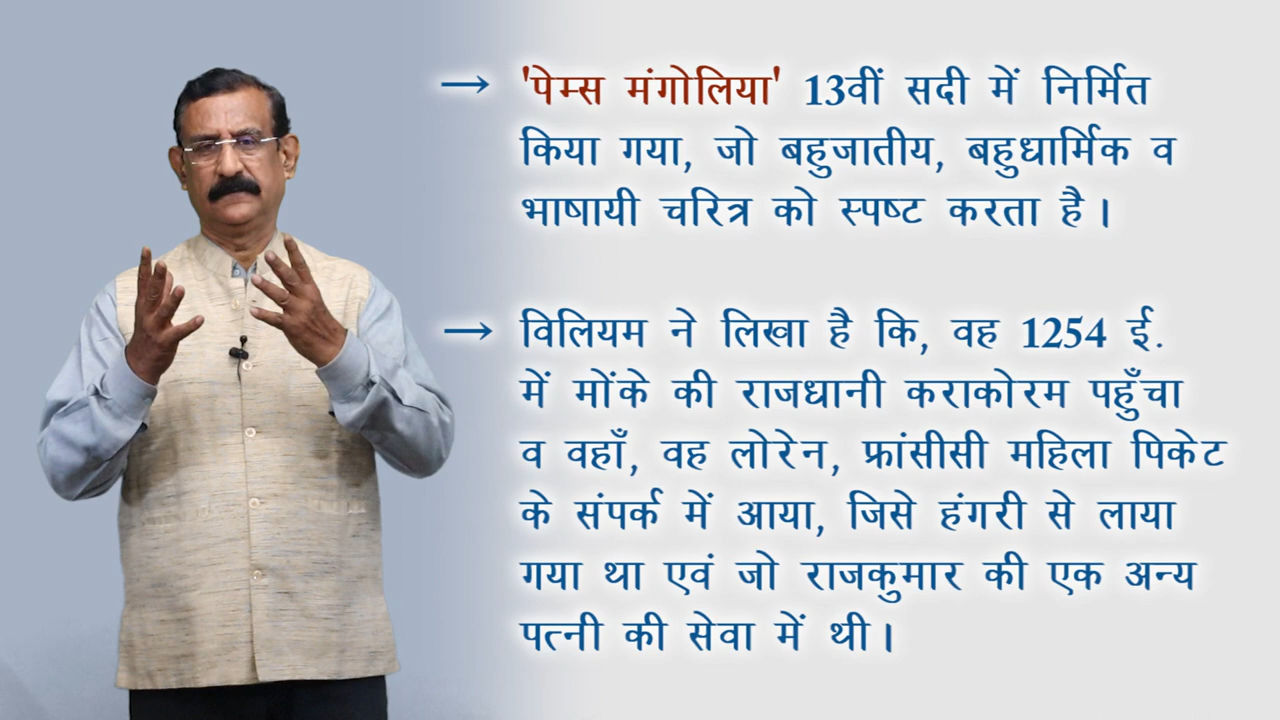 → 'पेम्स मंगोलिया' 13वीं सदी में निर्मित
किया गया, जो बहुजातीय, बहुधार्मिक व
भाषायी चरित्र को स्पष्ट करता है।
→ विलियम ने लिखा है कि, वह 1254 ई.
में मोंके की राजधानी कराकोरम पहुँचा
व वहाँ, वह लोरेन, फ्रांसीसी महिला पिकेट
के संपर्क में आया, जिसे हंगरी से लाया
गया था एवं जो राजकुमार की एक अन्य
पत्नी की सेवा में थी।